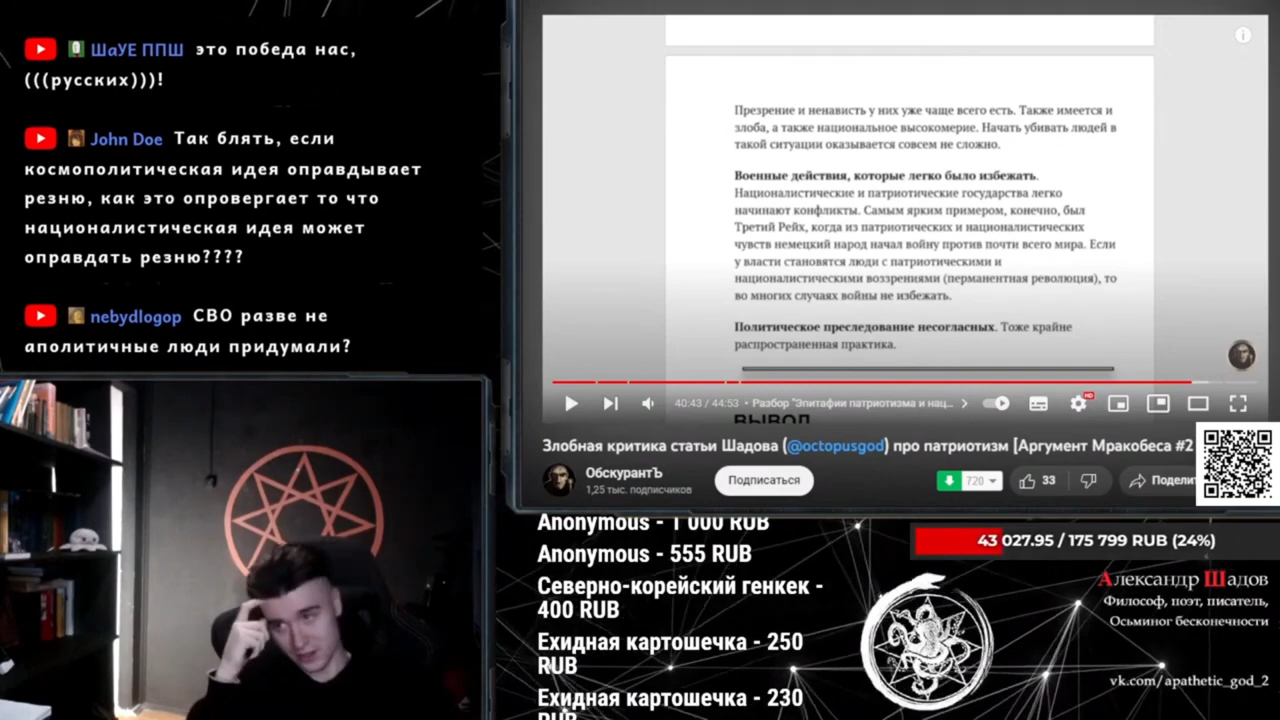 ШаУЕ ППШ это победа нас,
(((русских)))!
John Doe Так блять, если
космополитическая идея оправдывает
резню, как это опровергает то что
националистическая идея может
оправдать резню????
nebydlogop СВО разве не
аполитичные люди придумали?
Презрение и ненависть у них уже чаще всего есть. Также имеется и
злоба, а также национальное высокомерие. Начать убивать людей в
такой ситуации оказывается совсем не сложно.
Военные действия, которые легко было избежать.
Националистические и патриотические государства легко
начинают конфликты. Самым ярким примером, конечно, был
Третий Рейх, когда из патриотических и националистических
чувств немецкий народ начал войну против почти всего мира. Если
у власти становятся люди с патриотическими и
националистическими воззрениями (перманентная революция), то
во многих случаях войны не избежать.
Политическое преследование несогласных. Тоже крайне
распространенная практика.
ВЫВОД
40:43 / 44:53 • Разбор "Эпитафии патриотизма и нац...
HD
Злобная критика статьи Шадова (@octopusgod) про патриотизм [Аргумент Мракобеса #2
ОбскурантЪ
1,25 тыс. подписчиков
Подписаться
720
33
Поделит
Anonymous - 1 000 RUB
Anonymous - 555 RUB
Северно-корейский генкек -
400 RUB
Ехидная картошечка - 250
RUB
Ехидная картошечка - 230
RUB
43 027.95 / 175 799 RUB (24%)
Александр Шадов
Философ, поэт, писатель,
Осьминог бесконечности
vk.com/apathetic_god_2